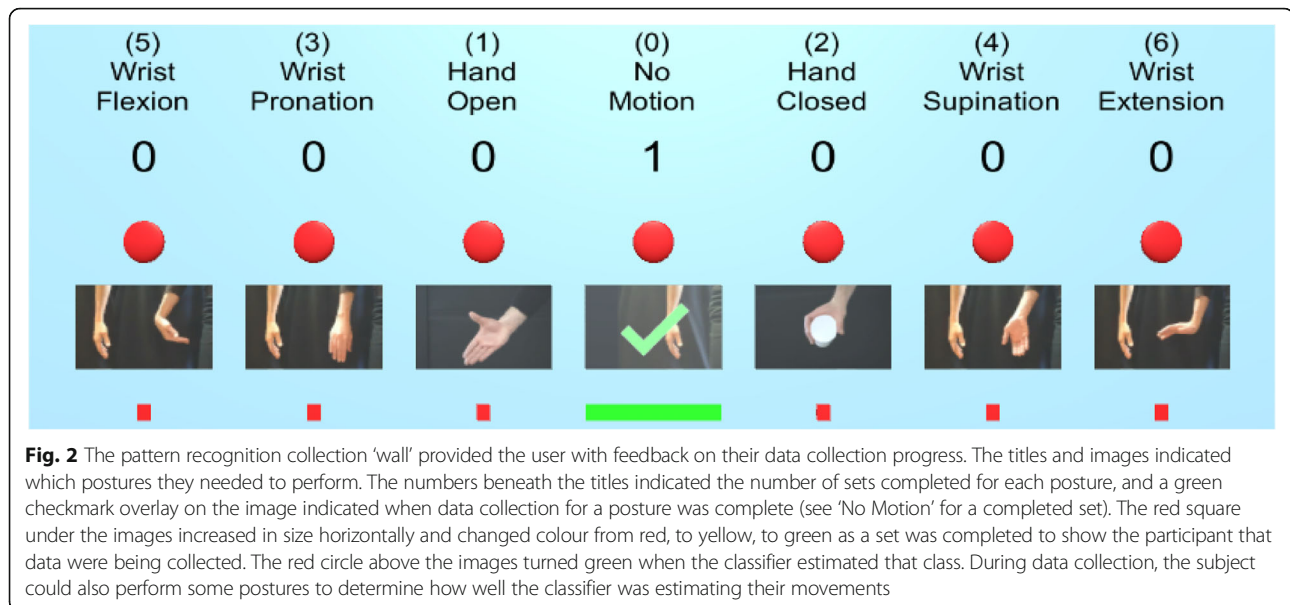 (5) (3) (1) (0) (2) (4) (6)
Wrist Wrist Hand No Hand Wrist Wrist
Flexion Pronation Open Motion Closed Supination Extension
0 0 0 1 0 0 0
Fig. 2 The pattern recognition collection ‘wall’ provided the user with feedback on their data collection progress. The titles and images indicated
which postures they needed to perform. The numbers beneath the titles indicated the number of sets completed for each posture, and a green
checkmark overlay on the image indicated when data collection for a posture was complete (see ‘No Motion’ for a completed set). The red square
under the images increased in size horizontally and changed colour from red, to yellow, to green as a set was completed to show the participant that
data were being collected. The red circle above the images turned green when the classifier estimated that class. During data collection, the subject
could also perform some postures to determine how well the classifier was estimating their movements